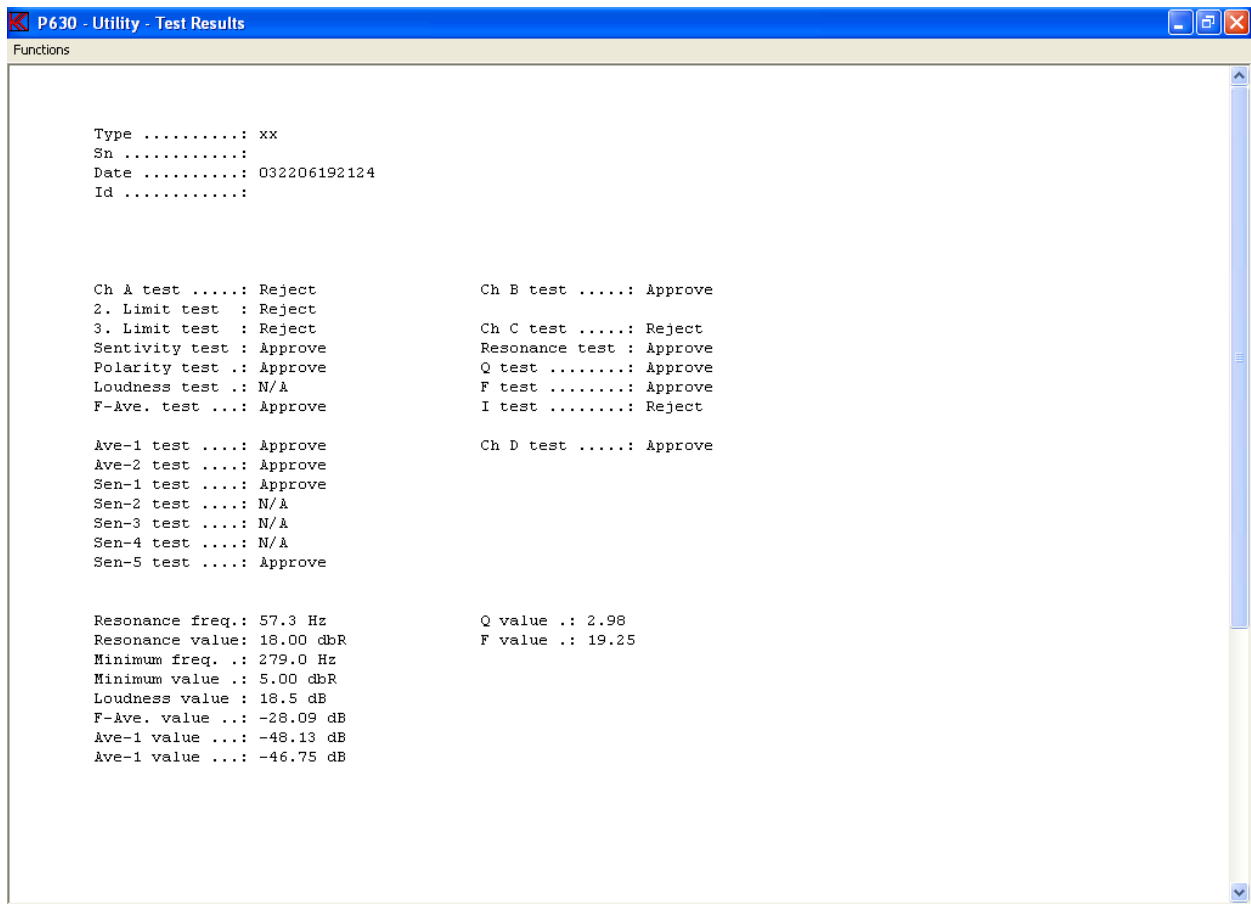 P630 - Utility - Test Results
Functions
Type ..........: xx
Sn ............:
Date ..........: 032206192124
Id ............:
Ch A test .....: Reject Ch B test .....: Approve
2. Limit test : Reject
3. Limit test : Reject Ch C test .....: Reject
Sentivity test : Approve Resonance test : Approve
Polarity test .: Approve Q test ........: Approve
Loudness test .: N/A F test ........: Approve
F-Ave. test ...: Approve I test ........: Reject
Ave-1 test ....: Approve Ch D test .....: Approve
Ave-2 test ....: Approve
Sen-1 test ....: Approve
Sen-2 test ....: N/A
Sen-3 test ....: N/A
Sen-4 test ....: N/A
Sen-5 test ....: Approve
Resonance freq.: 57.3 Hz Q value .: 2.98
Resonance value: 18.00 dbR F value .: 19.25
Minimum freq. .: 279.0 Hz
Minimum value .: 5.00 dbR
Loudness value : 18.5 dB
F-Ave. value ..: -28.09 dB
Ave-1 value ...: -48.13 dB
Ave-1 value ...: -46.75 dB